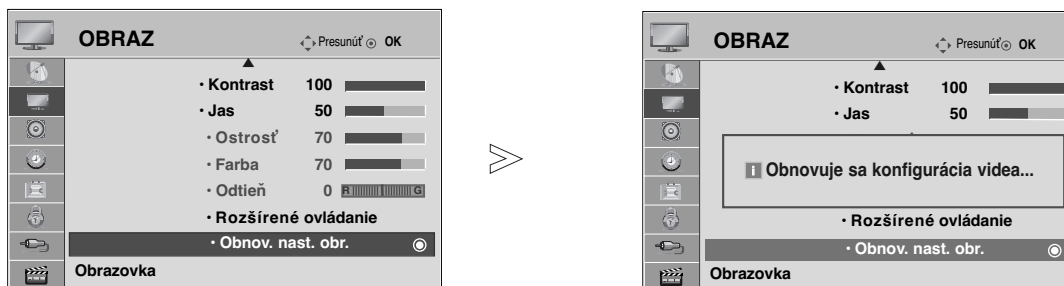 OBRAZ Presunúť OK
• Kontrast 100
• Jas 50
• Ostrosť 70
• Farba 70
• Odtieň 0 R G
• Rozšírené ovládanie
• Obnov. nast. obr.
Obrazovka
OBRAZ Presunúť OK
• Kontrast 100
• Jas 50
i Obnovuje sa konfigurácia videa...
• Rozšírené ovládanie
• Obnov. nast. obr.
Obrazovka